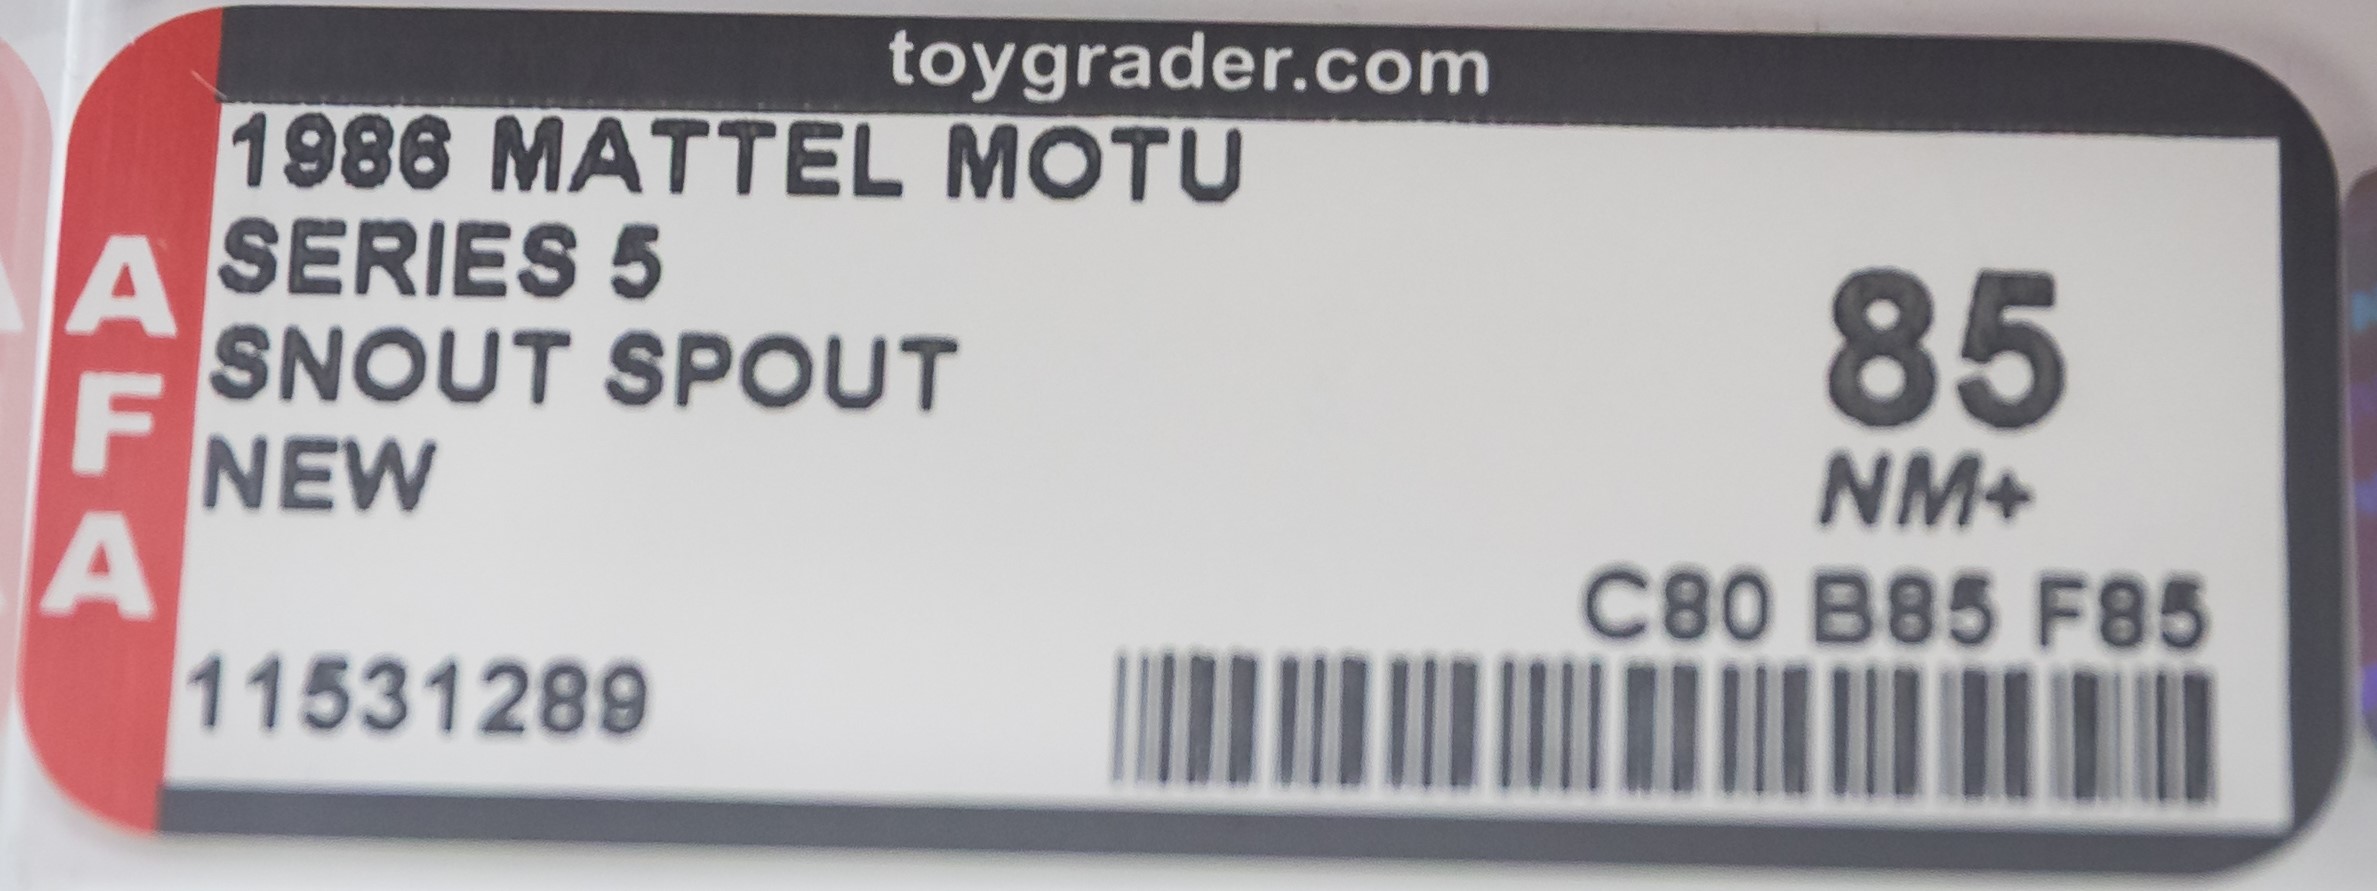 toygrader.com
1986 MATTEL MOTU
SERIES 5
SNOUT SPOUT
NEW
85
NM+
C80 B85 F85
11531289
AFA